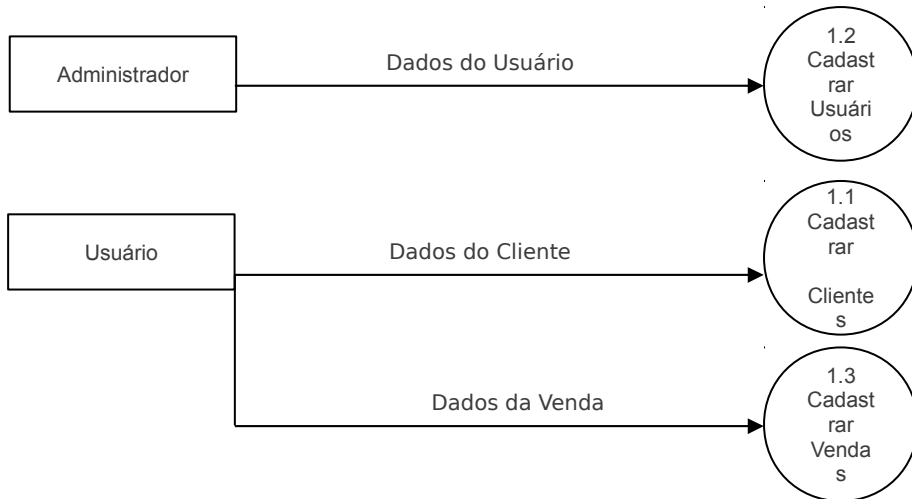 Administrador
Dados do Usuário
1.2
Cadast
rar
Usuári
os
Usuário
Dados do Cliente
1.1
Cadast
rar
Cliente
s
Dados da Venda
1.3
Cadast
rar
Venda
s